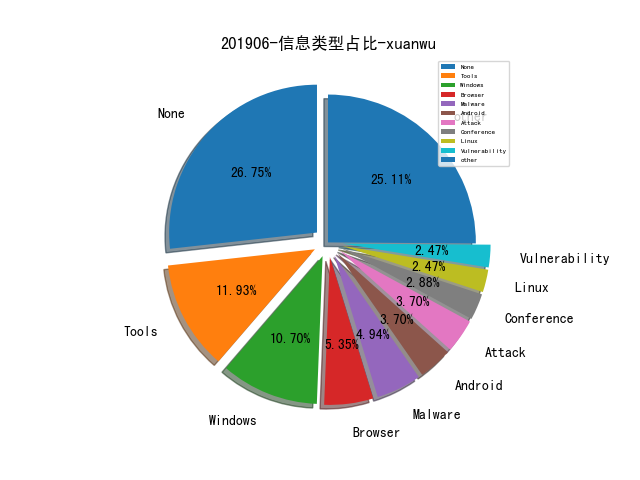 201906-信息类型占比-xuanwu
None
Tools
Windows
Browser
Malware
Android
Attack
Conference
Linux
Vulnerability
other
None
26.75%
25.11%
11.93%
Tools
10.70%
Windows
5.35%
Browser
4.94%
Malware
3.70%
Android
3.70%
Attack
2.88%
Conference
2.47%
Linux
2.47%
Vulnerability